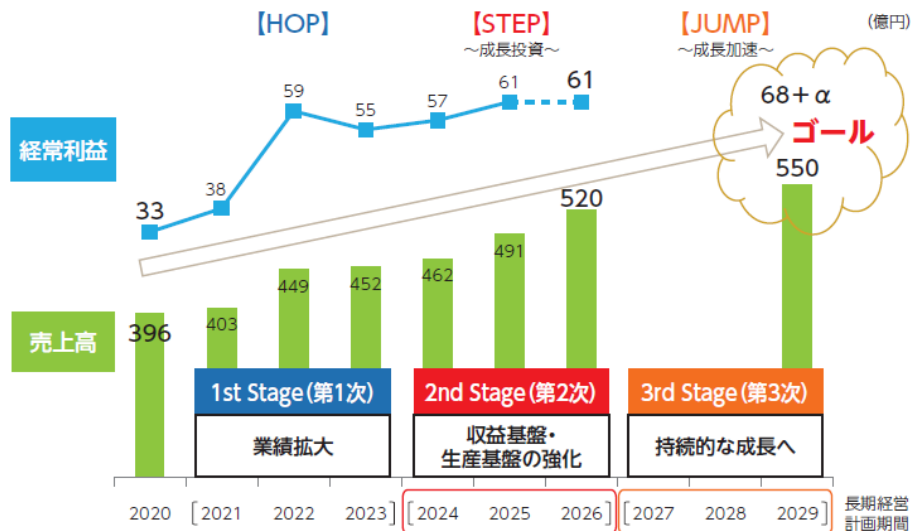 【HOP】
【STEP】
～成長投資～
【JUMP】
～成長加速～
(億円)
経常利益
33
38
59
55
57
61
61
68+α
ゴール
売上高
396
403
449
452
462
491
520
550
1st Stage(第1次)
業績拡大
2nd Stage(第2次)
収益基盤・
生産基盤の強化
3rd Stage(第3次)
持続的な成長へ
2020 [2021 2022 2023] [2024 2025 2026] [2027 2028 2029]
長期経営
計画期間